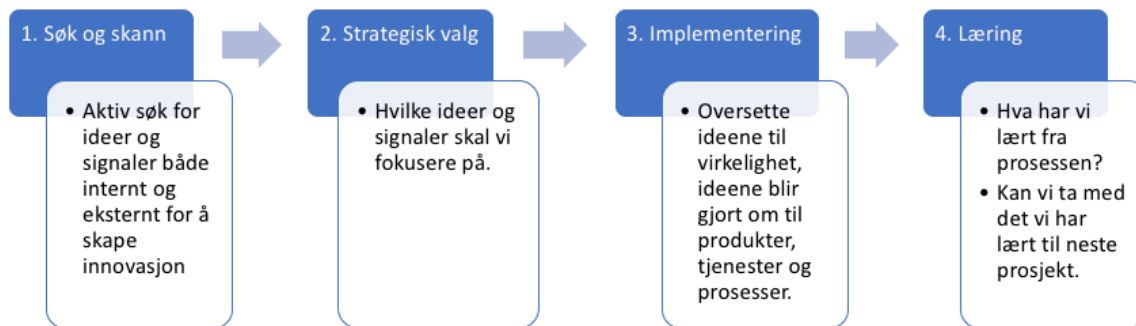 1. Søk og skann
• Aktiv søk for
ideer og
signaler både
internt og
eksternt for å
skape
innovasjon
2. Strategisk valg
• Hvilke ideer og
signaler skal vi
fokusere på.
3. Implementering
• Oversette
ideene til
virkelighet,
ideene blir
gjort om til
produkter,
tjenester og
prosesser.
4. Læring
• Hva har vi
lært fra
prosessen?
• Kan vi ta med
det vi har
lært til neste
prosjekt.